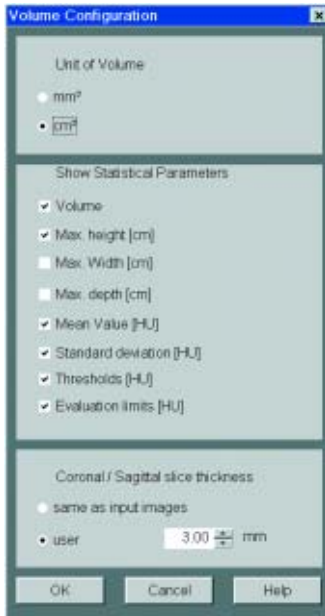 Volume Configuration
Unit of Volume
mm³
cm³
Show Statistical Parameters
Volume
Max. height [cm]
Max. Width [cm]
Max. depth [cm]
Mean Value [HU]
Standard deviation [HU]
Thresholds [HU]
Evaluation limits [HU]
Coronal / Sagittal slice thickness
same as input images
user 3.00 mm
OK Cancel Help